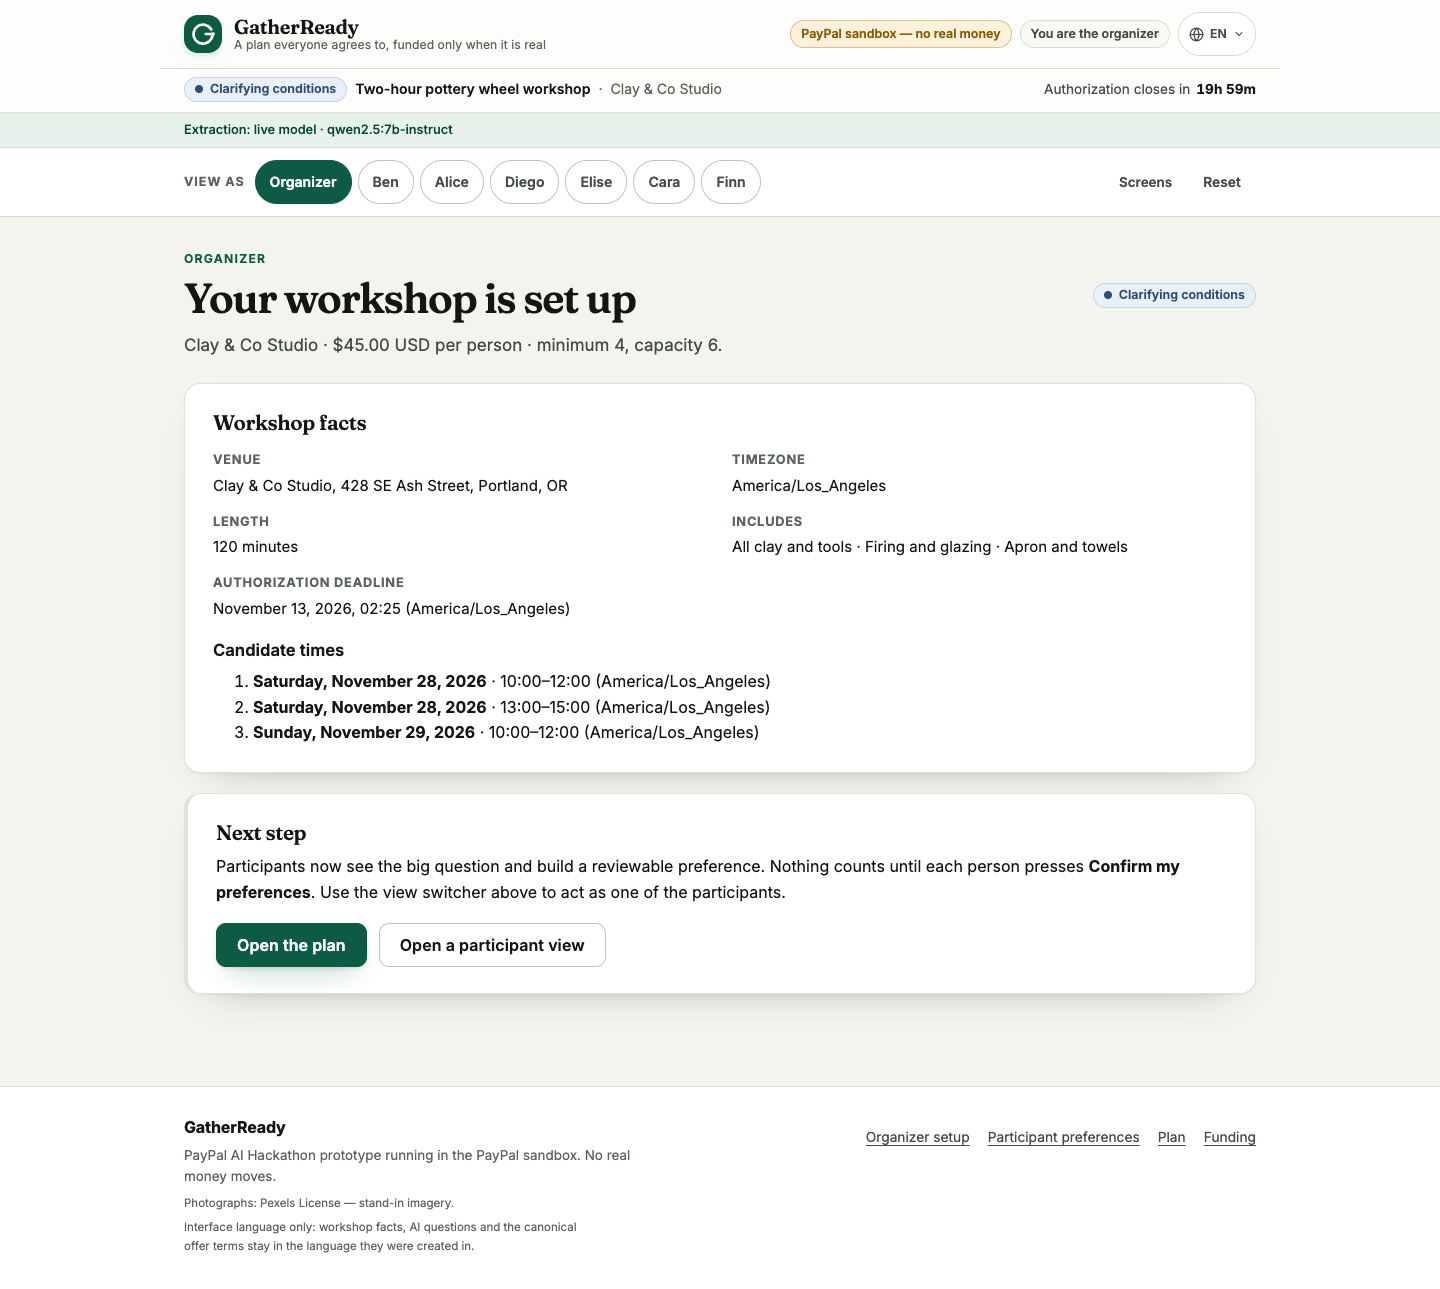 GatherReady
A plan everyone agrees to, funded only when it is real
PayPal sandbox — no real money
You are the organizer
EN
Clarifying conditions
Two-hour pottery wheel workshop · Clay & Co Studio
Authorization closes in 19h 59m
Extraction: live model · qwen2.5:7b-instruct
VIEW AS
Organizer
Ben
Alice
Diego
Elise
Cara
Finn
Screens
Reset
ORGANIZER
Your workshop is set up
Clarifying conditions
Clay & Co Studio · $45.00 USD per person · minimum 4, capacity 6.
Workshop facts
VENUE
Clay & Co Studio, 428 SE Ash Street, Portland, OR
TIMEZONE
America/Los_Angeles
LENGTH
120 minutes
INCLUDES
All clay and tools · Firing and glazing · Apron and towels
AUTHORIZATION DEADLINE
November 13, 2026, 02:25 (America/Los_Angeles)
Candidate times
1. Saturday, November 28, 2026 · 10:00–12:00 (America/Los_Angeles)
2. Saturday, November 28, 2026 · 13:00–15:00 (America/Los_Angeles)
3. Sunday, November 29, 2026 · 10:00–12:00 (America/Los_Angeles)
Next step
Participants now see the big question and build a reviewable preference. Nothing counts until each person presses Confirm my
preferences. Use the view switcher above to act as one of the participants.
Open the plan
Open a participant view
GatherReady
PayPal AI Hackathon prototype running in the PayPal sandbox. No real
money moves.
Photographs: Pexels License — stand-in imagery.
Interface language only: workshop facts, AI questions and the canonical
offer terms stay in the language they were created in.
Organizer setup
Participant preferences
Plan
Funding